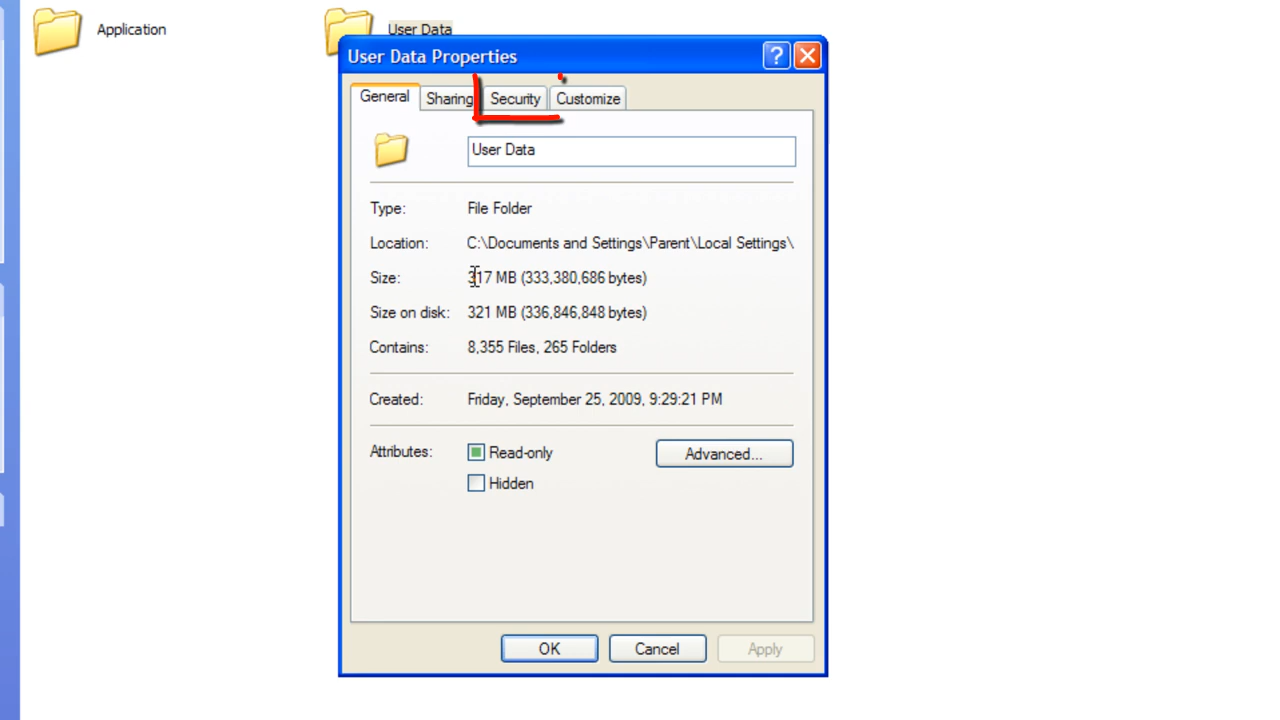 Application
User Data
User Data Properties
General Sharing Security Customize
User Data
Type: File Folder
Location: C:\Documents and Settings\Parent\Local Settings\
Size: 317 MB (333,380,686 bytes)
Size on disk: 321 MB (336,846,848 bytes)
Contains: 8,355 Files, 265 Folders
Created: Friday, September 25, 2009, 9:29:21 PM
Attributes: Read-only Advanced...
Hidden
OK Cancel Apply